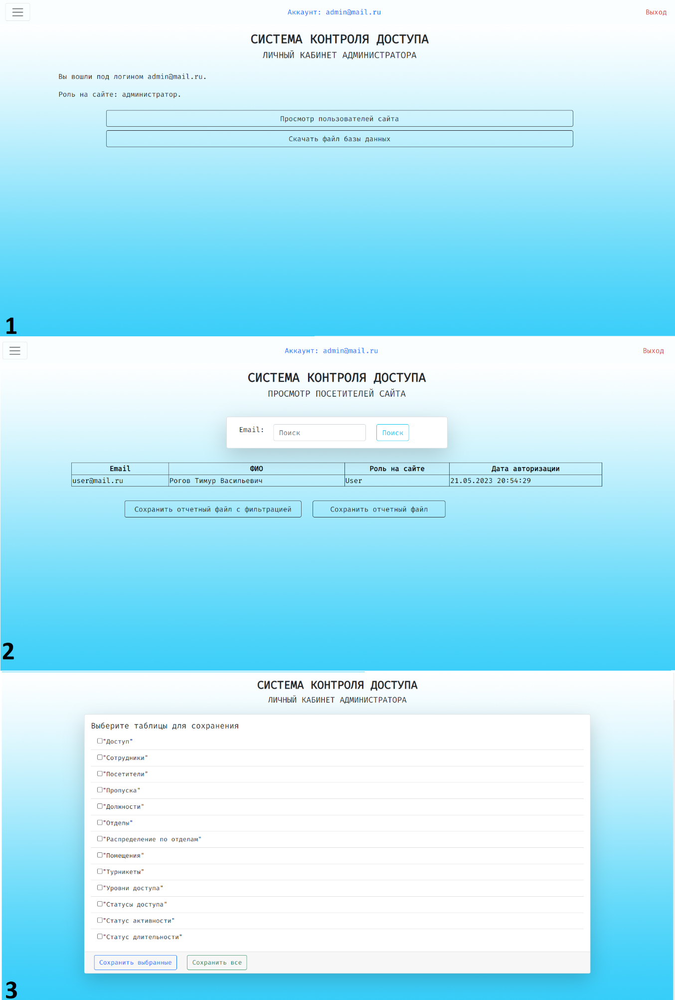 Аккаунт: admin@mail.ru
Выход
СИСТЕМА КОНТРОЛЯ ДОСТУПА
ЛИЧНЫЙ КАБИНЕТ АДМИНИСТРАТОРА
Вы вошли под логином admin@mail.ru.
Роль на сайте: администратор.
Просмотр пользователей сайта
Скачать файл базы данных
1
Аккаунт: admin@mail.ru
Выход
СИСТЕМА КОНТРОЛЯ ДОСТУПА
ПРОСМОТР ПОСЕТИТЕЛЕЙ САЙТА
Email: Поиск Поиск
Email ФИО Роль на сайте Дата авторизации
user@mail.ru Рогов Тимур Васильевич User 21.05.2023 20:54:29
Сохранить отчетный файл с фильтрацией Сохранить отчетный файл
2
СИСТЕМА КОНТРОЛЯ ДОСТУПА
ЛИЧНЫЙ КАБИНЕТ АДМИНИСТРАТОРА
Выберите таблицы для сохранения
"Доступ"
"Сотрудники"
"Посетители"
"Пропуска"
"Должности"
"Отделы"
"Распределение по отделам"
"Помещения"
"Турникеты"
"Уровни доступа"
"Статусы доступа"
"Статус активности"
"Статус длительности"
Сохранить выбранные Сохранить все
3